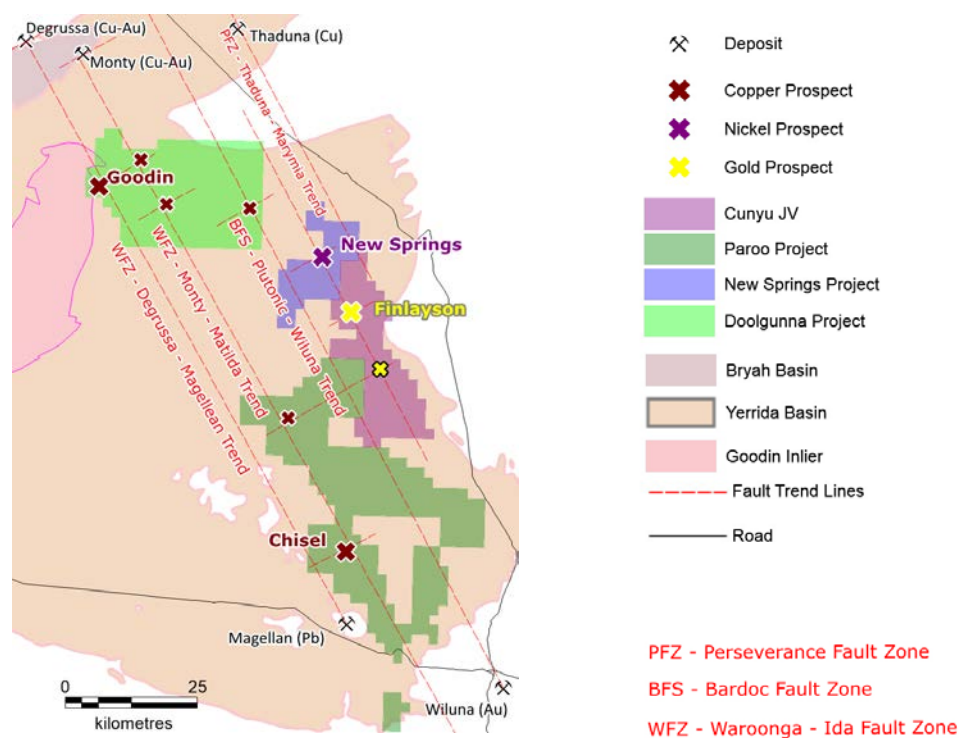 Degrussa (Cu-Au)
Monty (Cu-Au)
Thaduna (Cu)
PFZ - Thaduna - Marymia Trend
Goodin
New Springs
BFS - Plutonic - Wiluna Trend
WFZ - Monty - Matilda Trend
WFZ - Degrussa - Magellean Trend
Finlayson
Chisel
Magellan (Pb)
Wiluna (Au)
0 25
kilometres
Deposit
Copper Prospect
Nickel Prospect
Gold Prospect
Cunyu JV
Paroo Project
New Springs Project
Doolgunna Project
Bryah Basin
Yerrida Basin
Goodin Inlier
Fault Trend Lines
Road
PFZ - Perseverance Fault Zone
BFS - Bardoc Fault Zone
WFZ - Waroonga - Ida Fault Zone